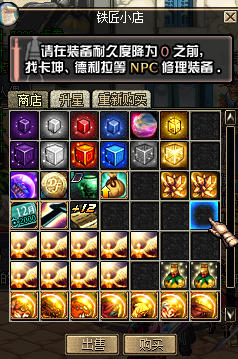 铁匠小店
请在装备耐久度降为 0 之前,
找卡坤、德利拉等 NPC 修理装备 .
商店 升星 重新购买
+12
出售 购买